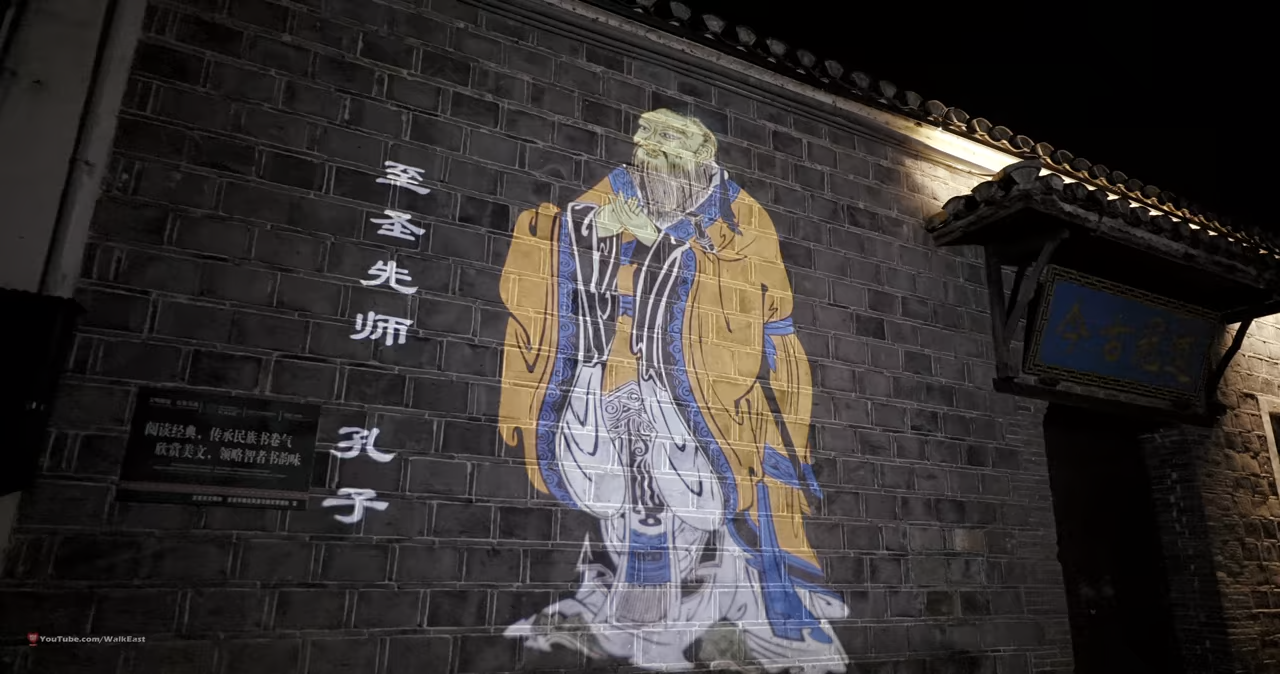 至圣先师
孔子
阅读经典，传承民族书卷气
欣赏美文，领略智者书韵味
YouTube.com/WalkEast